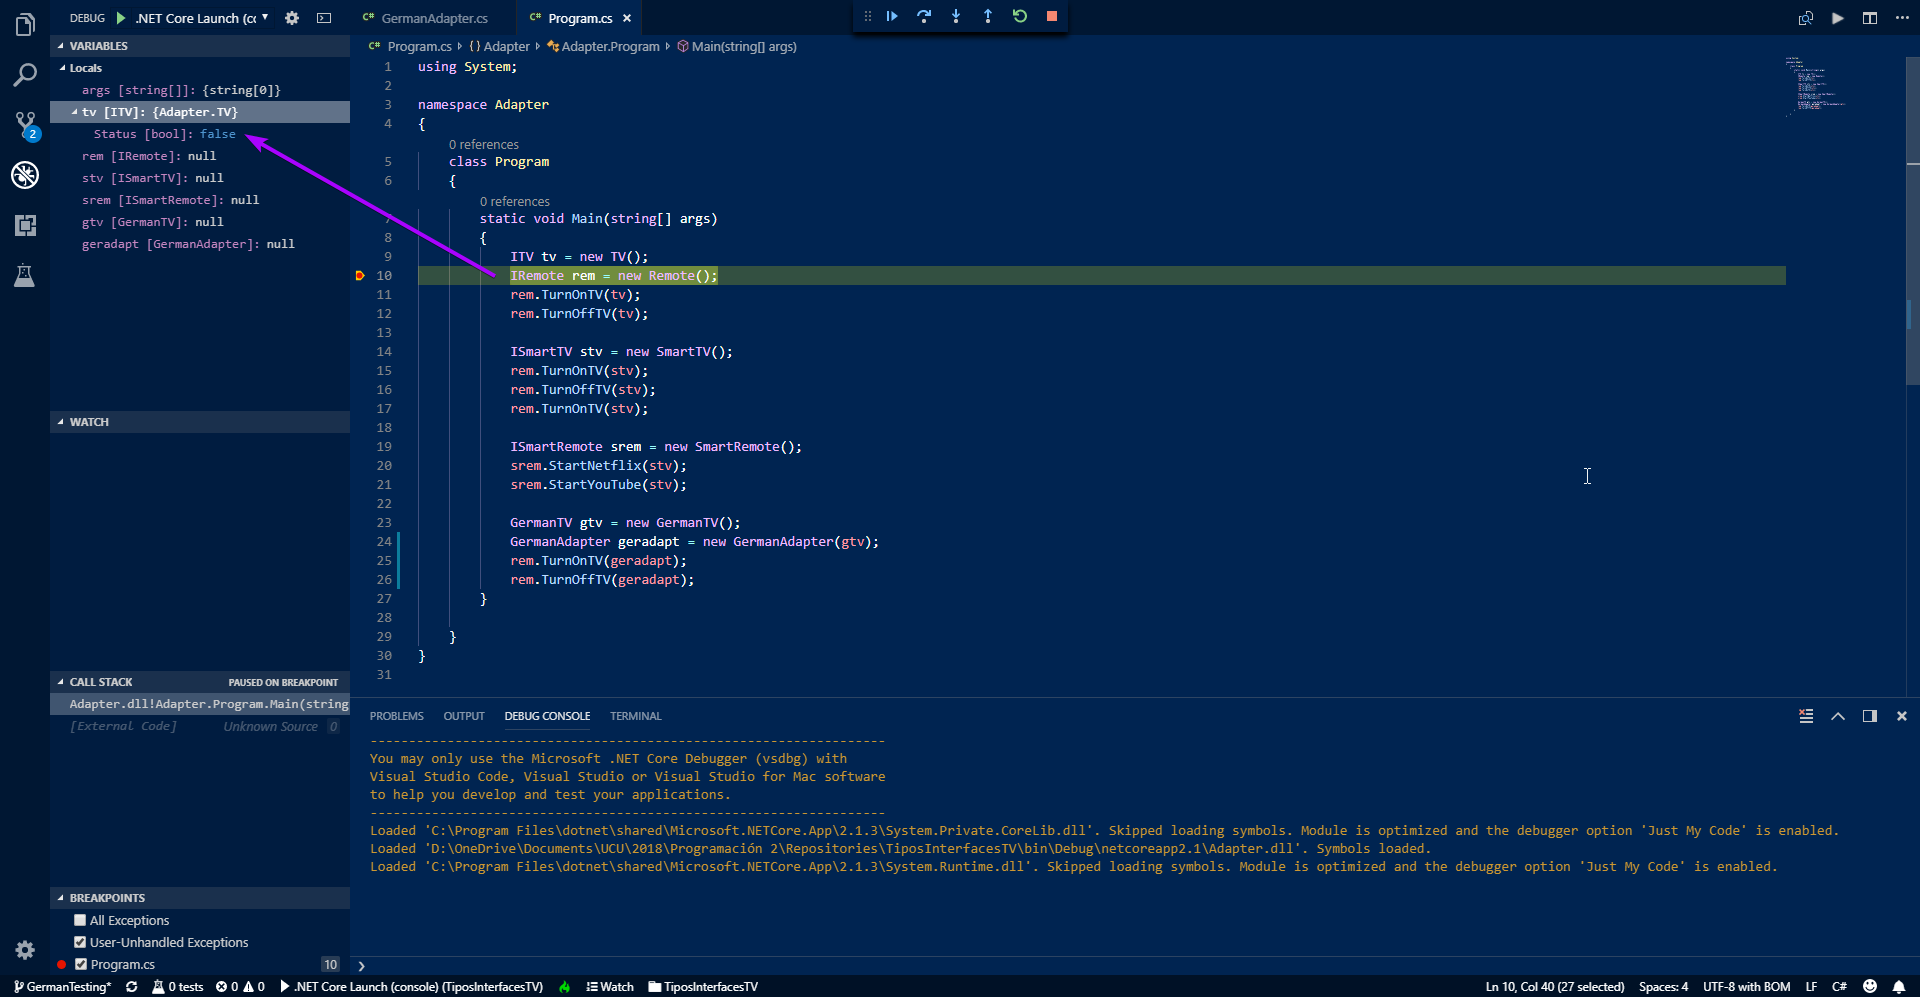 DEBUG .NET Core Launch (cc
GermanAdapter.cs
Program.cs
VARIABLES
Locals
args [string[]]: {string[0]}
tv [ITV]: {Adapter.TV}
Status [bool]: false
rem [IRemote]: null
stv [ISmartTV]: null
srem [ISmartRemote]: null
gtv [GermanTV]: null
geradapt [GermanAdapter]: null
2
WATCH
CALL STACK PAUSED ON BREAKPOINT
Adapter.dll!Adapter.Program.Main(string
[External Code] Unknown Source 0
BREAKPOINTS
All Exceptions
User-Unhandled Exceptions
Program.cs 10
C# Program.cs {} Adapter Adapter.Program Main(string[] args)
1 using System;
2
3 namespace Adapter
4 {
0 references
5 class Program
6 {
0 references
7 static void Main(string[] args)
8 {
9 ITV tv = new TV();
10 IRemote rem = new Remote();
11 rem.TurnOnTV(tv);
12 rem.TurnOffTV(tv);
13
14 ISmartTV stv = new SmartTV();
15 rem.TurnOnTV(stv);
16 rem.TurnOffTV(stv);
17 rem.TurnOnTV(stv);
18
19 ISmartRemote srem = new SmartRemote();
20 srem.StartNetflix(stv);
21 srem.StartYouTube(stv);
22
23 GermanTV gtv = new GermanTV();
24 GermanAdapter geradapt = new GermanAdapter(gtv);
25 rem.TurnOnTV(geradapt);
26 rem.TurnOffTV(geradapt);
27 }
28
29 }
30 }
31
PROBLEMS OUTPUT DEBUG CONSOLE TERMINAL
-------------------------------------------------------------------
You may only use the Microsoft .NET Core Debugger (vsdbg) with
Visual Studio Code, Visual Studio or Visual Studio for Mac software
to help you develop and test your applications.
-------------------------------------------------------------------
Loaded 'C:\Program Files\dotnet\shared\Microsoft.NETCore.App\2.1.3\System.Private.CoreLib.dll'. Skipped loading symbols. Module is optimized and the debugger option 'Just My Code' is enabled.
Loaded 'D:\OneDrive\Documents\UCU\2018\Programación 2\Repositories\TiposInterfacesTV\bin\Debug\netcoreapp2.1\Adapter.dll'. Symbols loaded.
Loaded 'C:\Program Files\dotnet\shared\Microsoft.NETCore.App\2.1.3\System.Runtime.dll'. Skipped loading symbols. Module is optimized and the debugger option 'Just My Code' is enabled.
GermanTesting* 0 tests 0 0 .NET Core Launch (console) (TiposInterfacesTV) Watch TiposInterfacesTV Ln 10, Col 40 (27 selected) Spaces: 4 UTF-8 with BOM LF C#